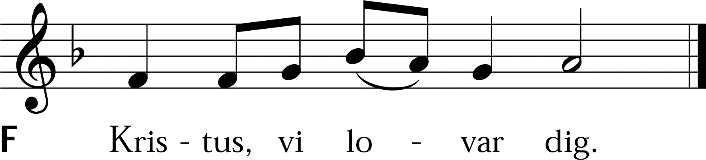 F Kris - tus, vi lo - var dig.